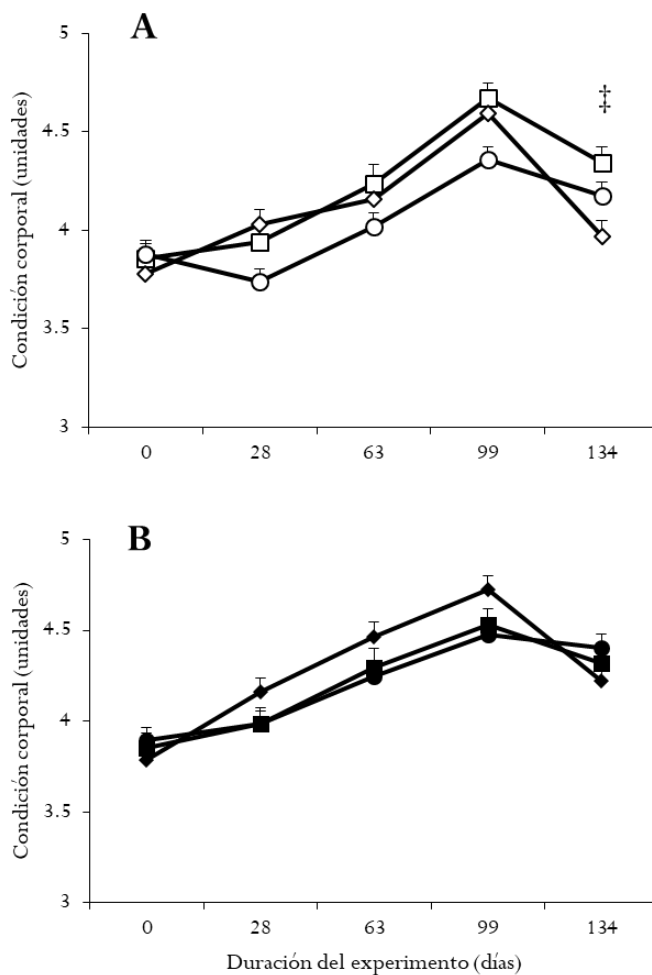 A
5
4.5
4
3.5
3
Condición corporal (unidades)
‡
0 28 63 99 134
B
5
4.5
4
3.5
3
Condición corporal (unidades)
0 28 63 99 134
Duración del experimento (días)